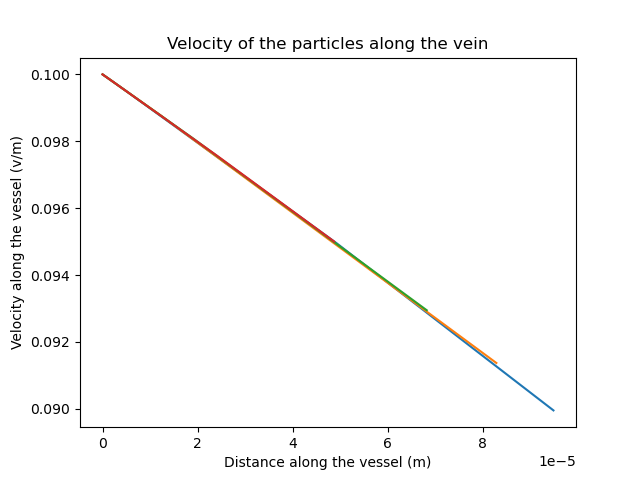 Velocity of the particles along the vein
0.100
0.098
0.096
0.094
0.092
0.090
Velocity along the vessel (v/m)
0 2 4 6 8
1e−5
Distance along the vessel (m)